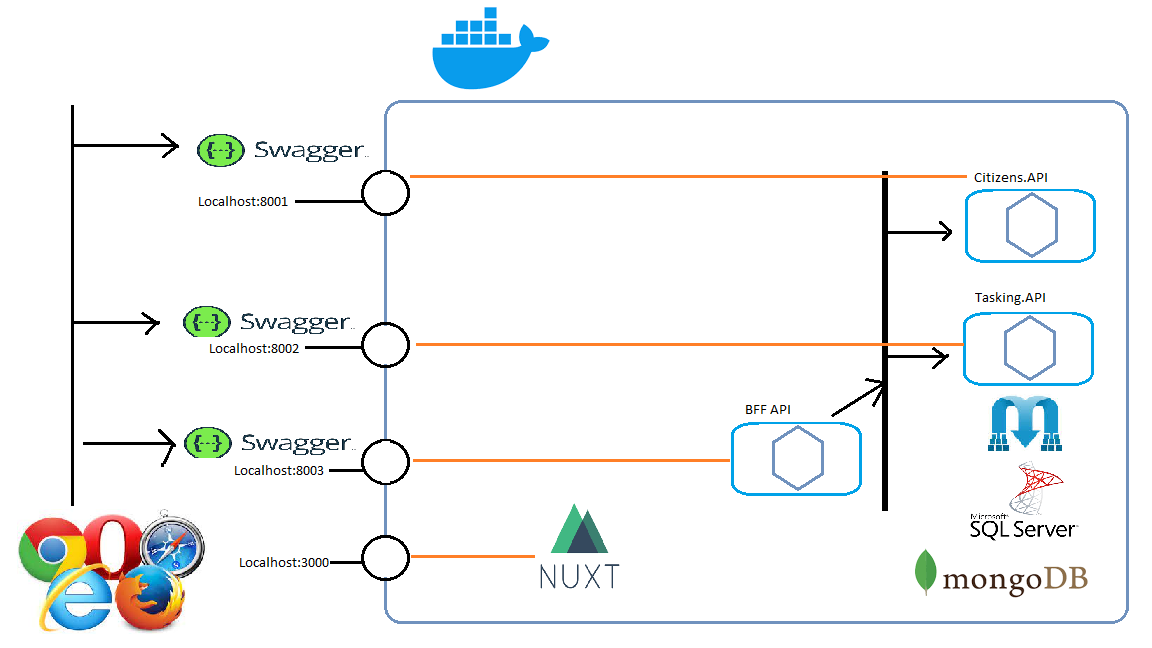 {--} Swagger
Localhost:8001
Citizens.API
{--} Swagger
Localhost:8002
Tasking.API
BFF API
{--} Swagger
Localhost:8003
Localhost:3000
NUXT
Microsoft
SQL Server
mongoDB